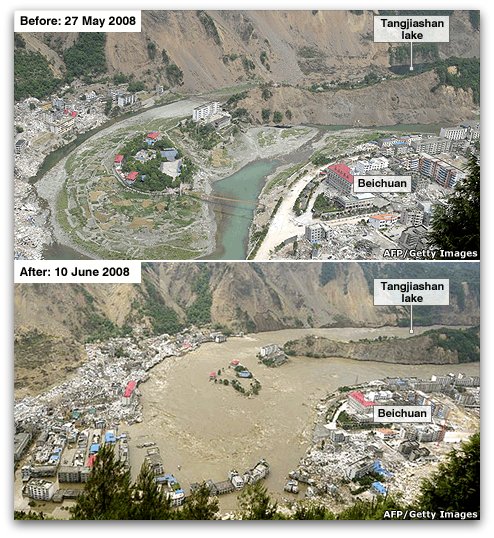 Before: 27 May 2008
Tangjiashan
lake
Beichuan
AFP/Getty Images
After: 10 June 2008
Tangjiashan
lake
Beichuan
AFP/Getty Images